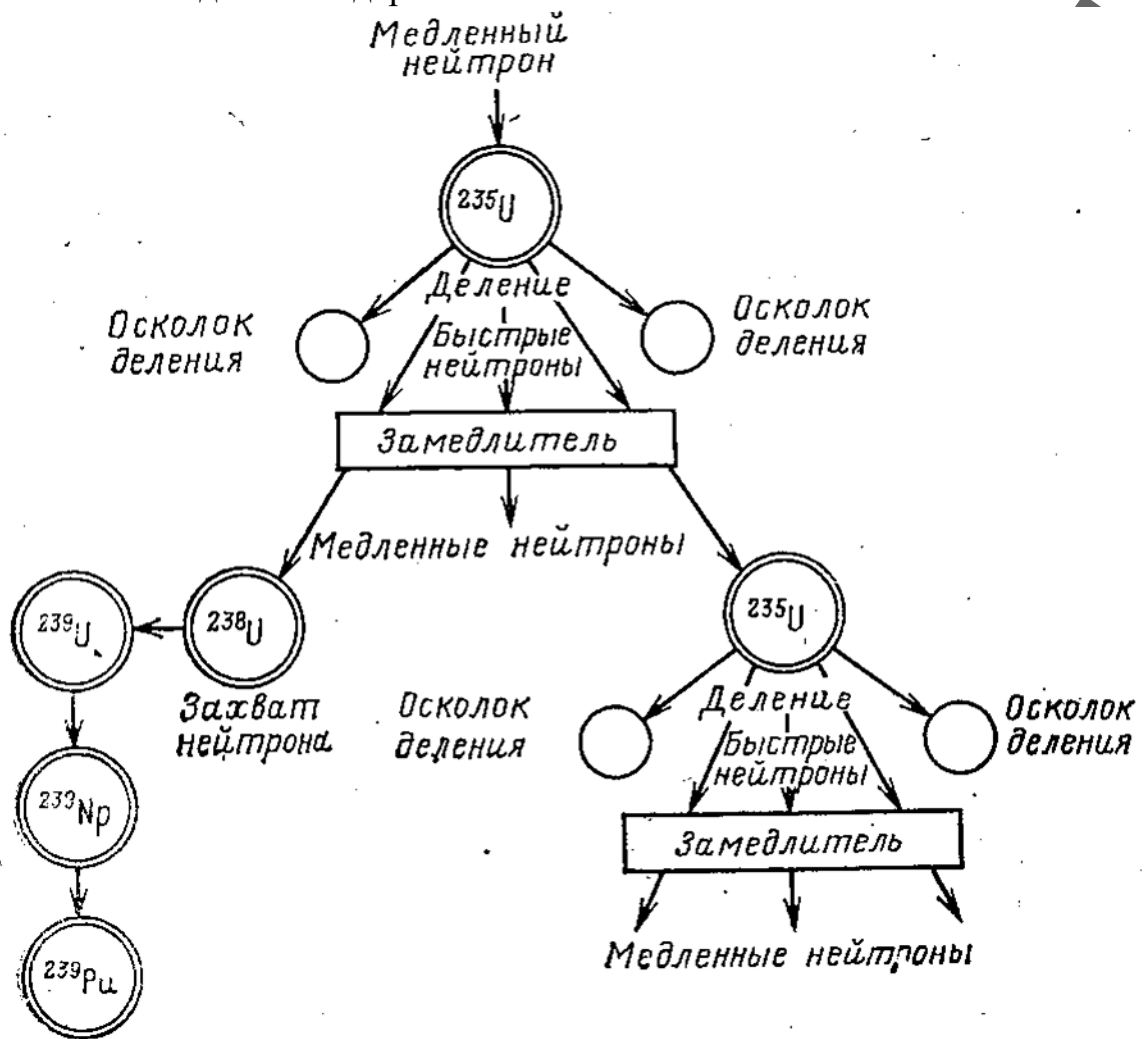 Медленный
нейтрон
235U
Деление
Осколок
деления
Быстрые
нейтроны
Осколок
деления
Замедлитель
Медленные нейтроны
239U
238U
235U
Захват
нейтрона
Осколок
деления
Деление
Быстрые
нейтроны
Осколок
деления
239Np
Замедлитель
239Pu
Медленные нейтроны